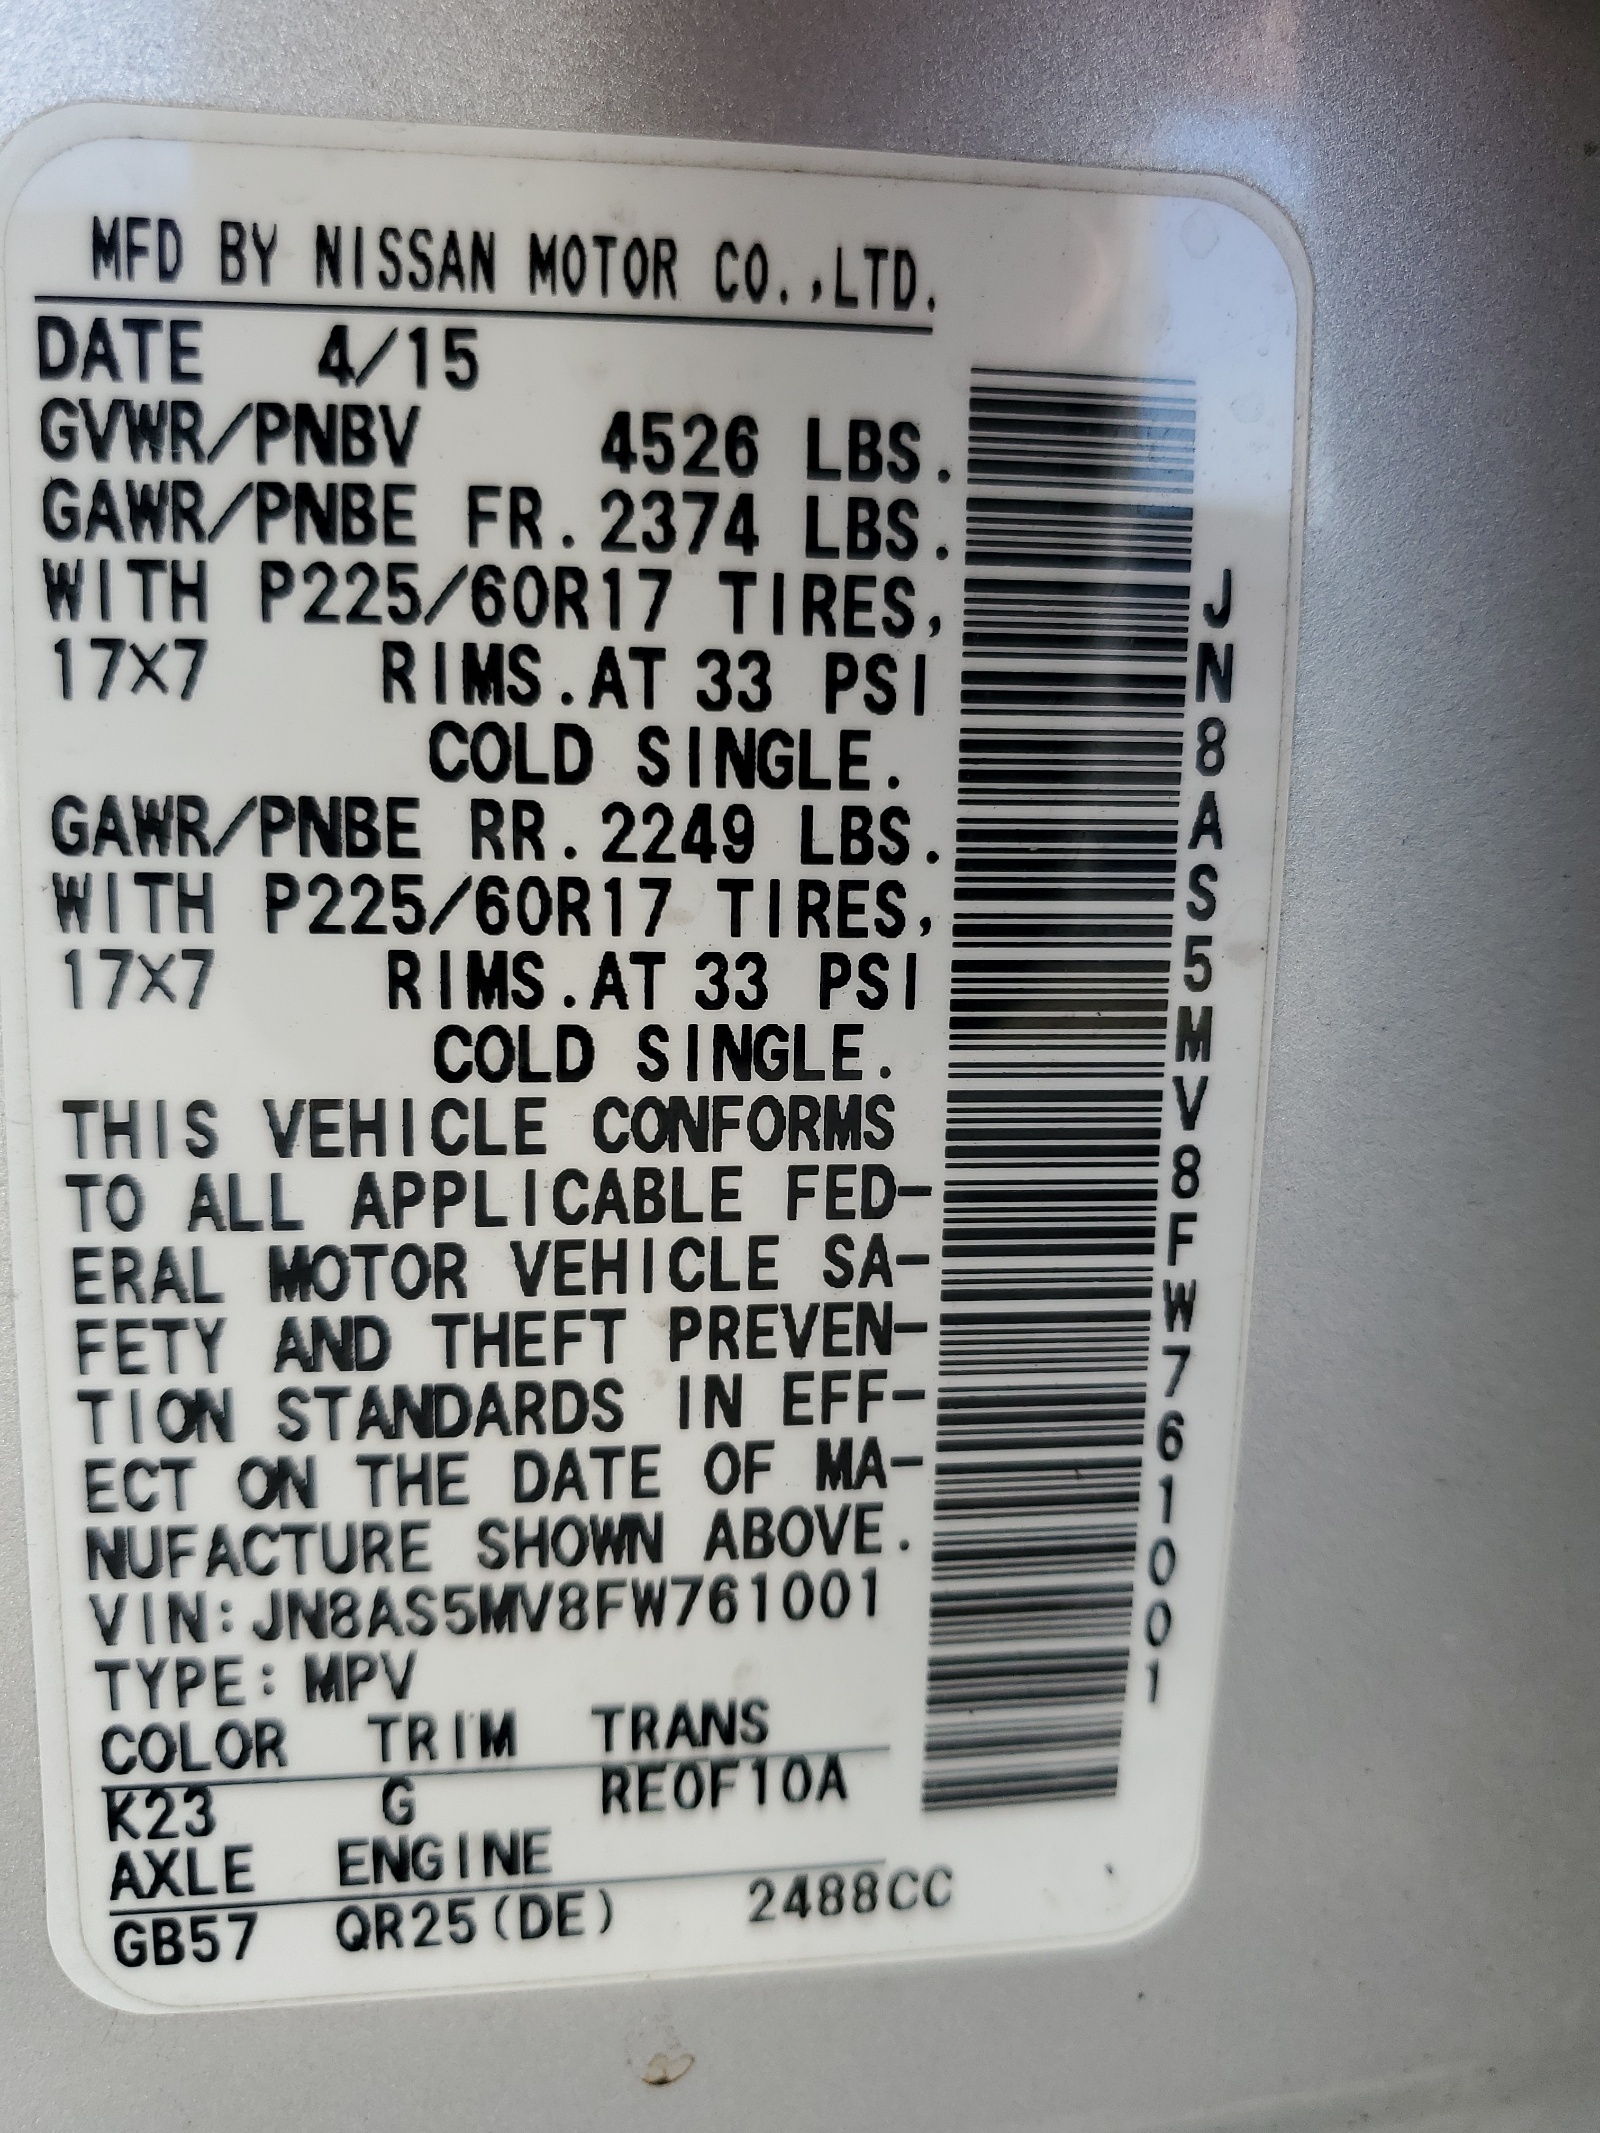 MFD BY NISSAN MOTOR CO.,LTD.
DATE 4/15
GVWR/PNBV 4526 LBS.
GAWR/PNBE FR.2374 LBS.
WITH P225/60R17 TIRES,
17X7 RIMS.AT 33 PSI
COLD SINGLE.
GAWR/PNBE RR.2249 LBS.
WITH P225/60R17 TIRES,
17X7 RIMS.AT 33 PSI
COLD SINGLE.
THIS VEHICLE CONFORMS
TO ALL APPLICABLE FED-
ERAL MOTOR VEHICLE SA-
FETY AND THEFT PREVEN-
TION STANDARDS IN EFF-
ECT ON THE DATE OF MA-
NUFACTURE SHOWN ABOVE.
VIN:JN8AS5MV8FW761001
TYPE:MPV
COLOR TRIM TRANS
K23 G RE0F10A
AXLE ENGINE
GB57 QR25(DE) 2488CC
JN8AS5MV8FW761001